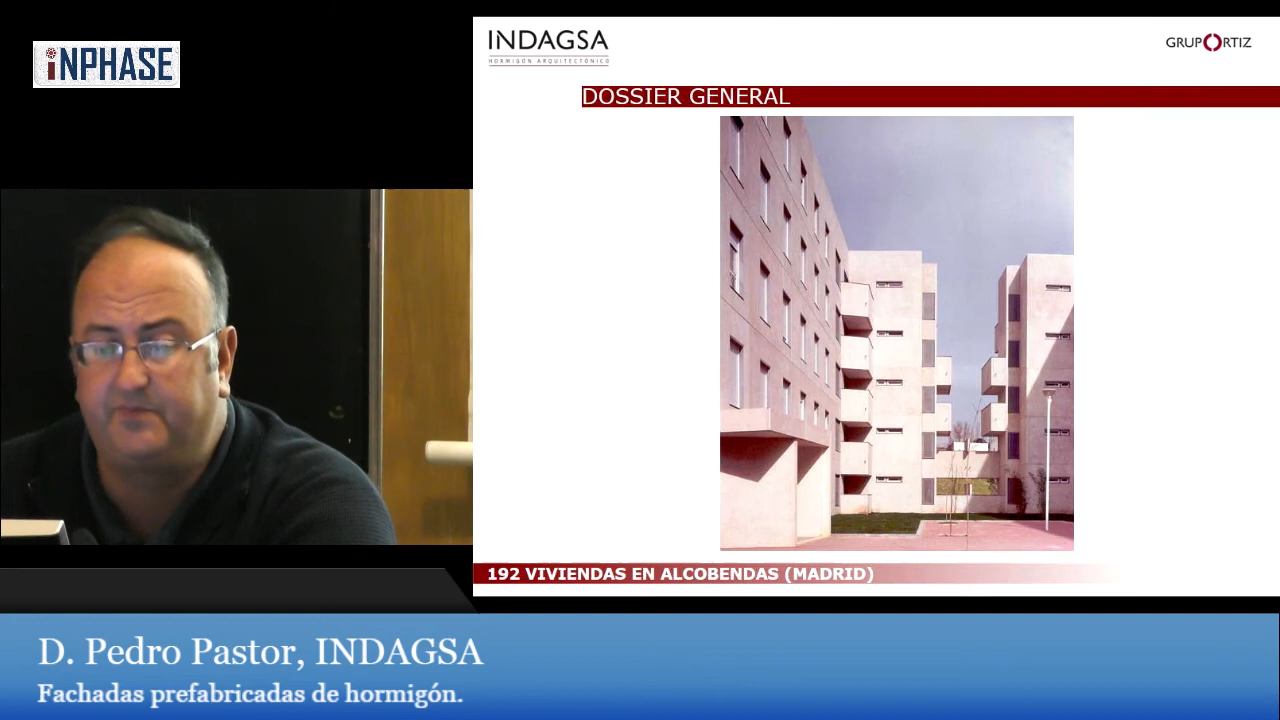 iNPHASE
INDAGSA
HORMIGÓN ARQUITECTÓNICO
GRUPORTIZ
DOSSIER GENERAL
192 VIVIENDAS EN ALCOBENDAS (MADRID)
D. Pedro Pastor, INDAGSA
Fachadas prefabricadas de hormigón.